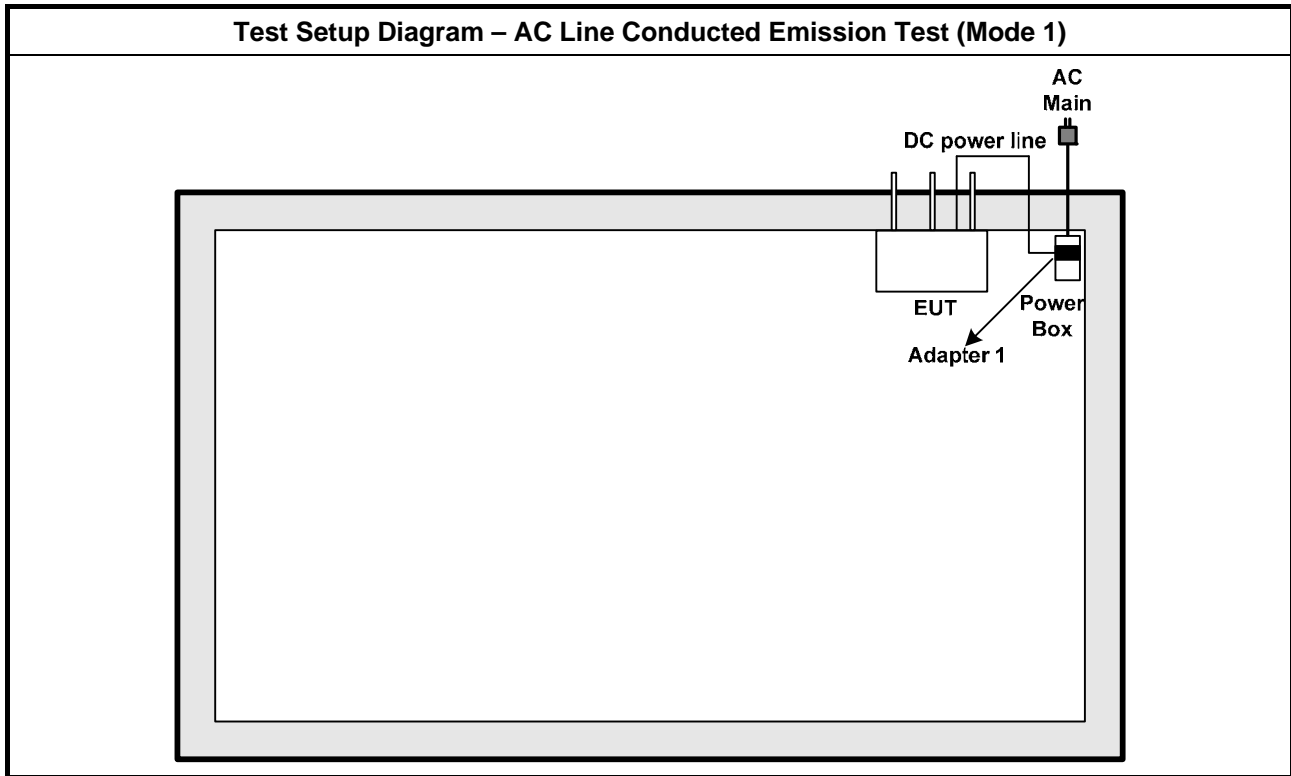 Test Setup Diagram – AC Line Conducted Emission Test (Mode 1)
AC
Main
DC power line
EUT
Power
Box
Adapter 1